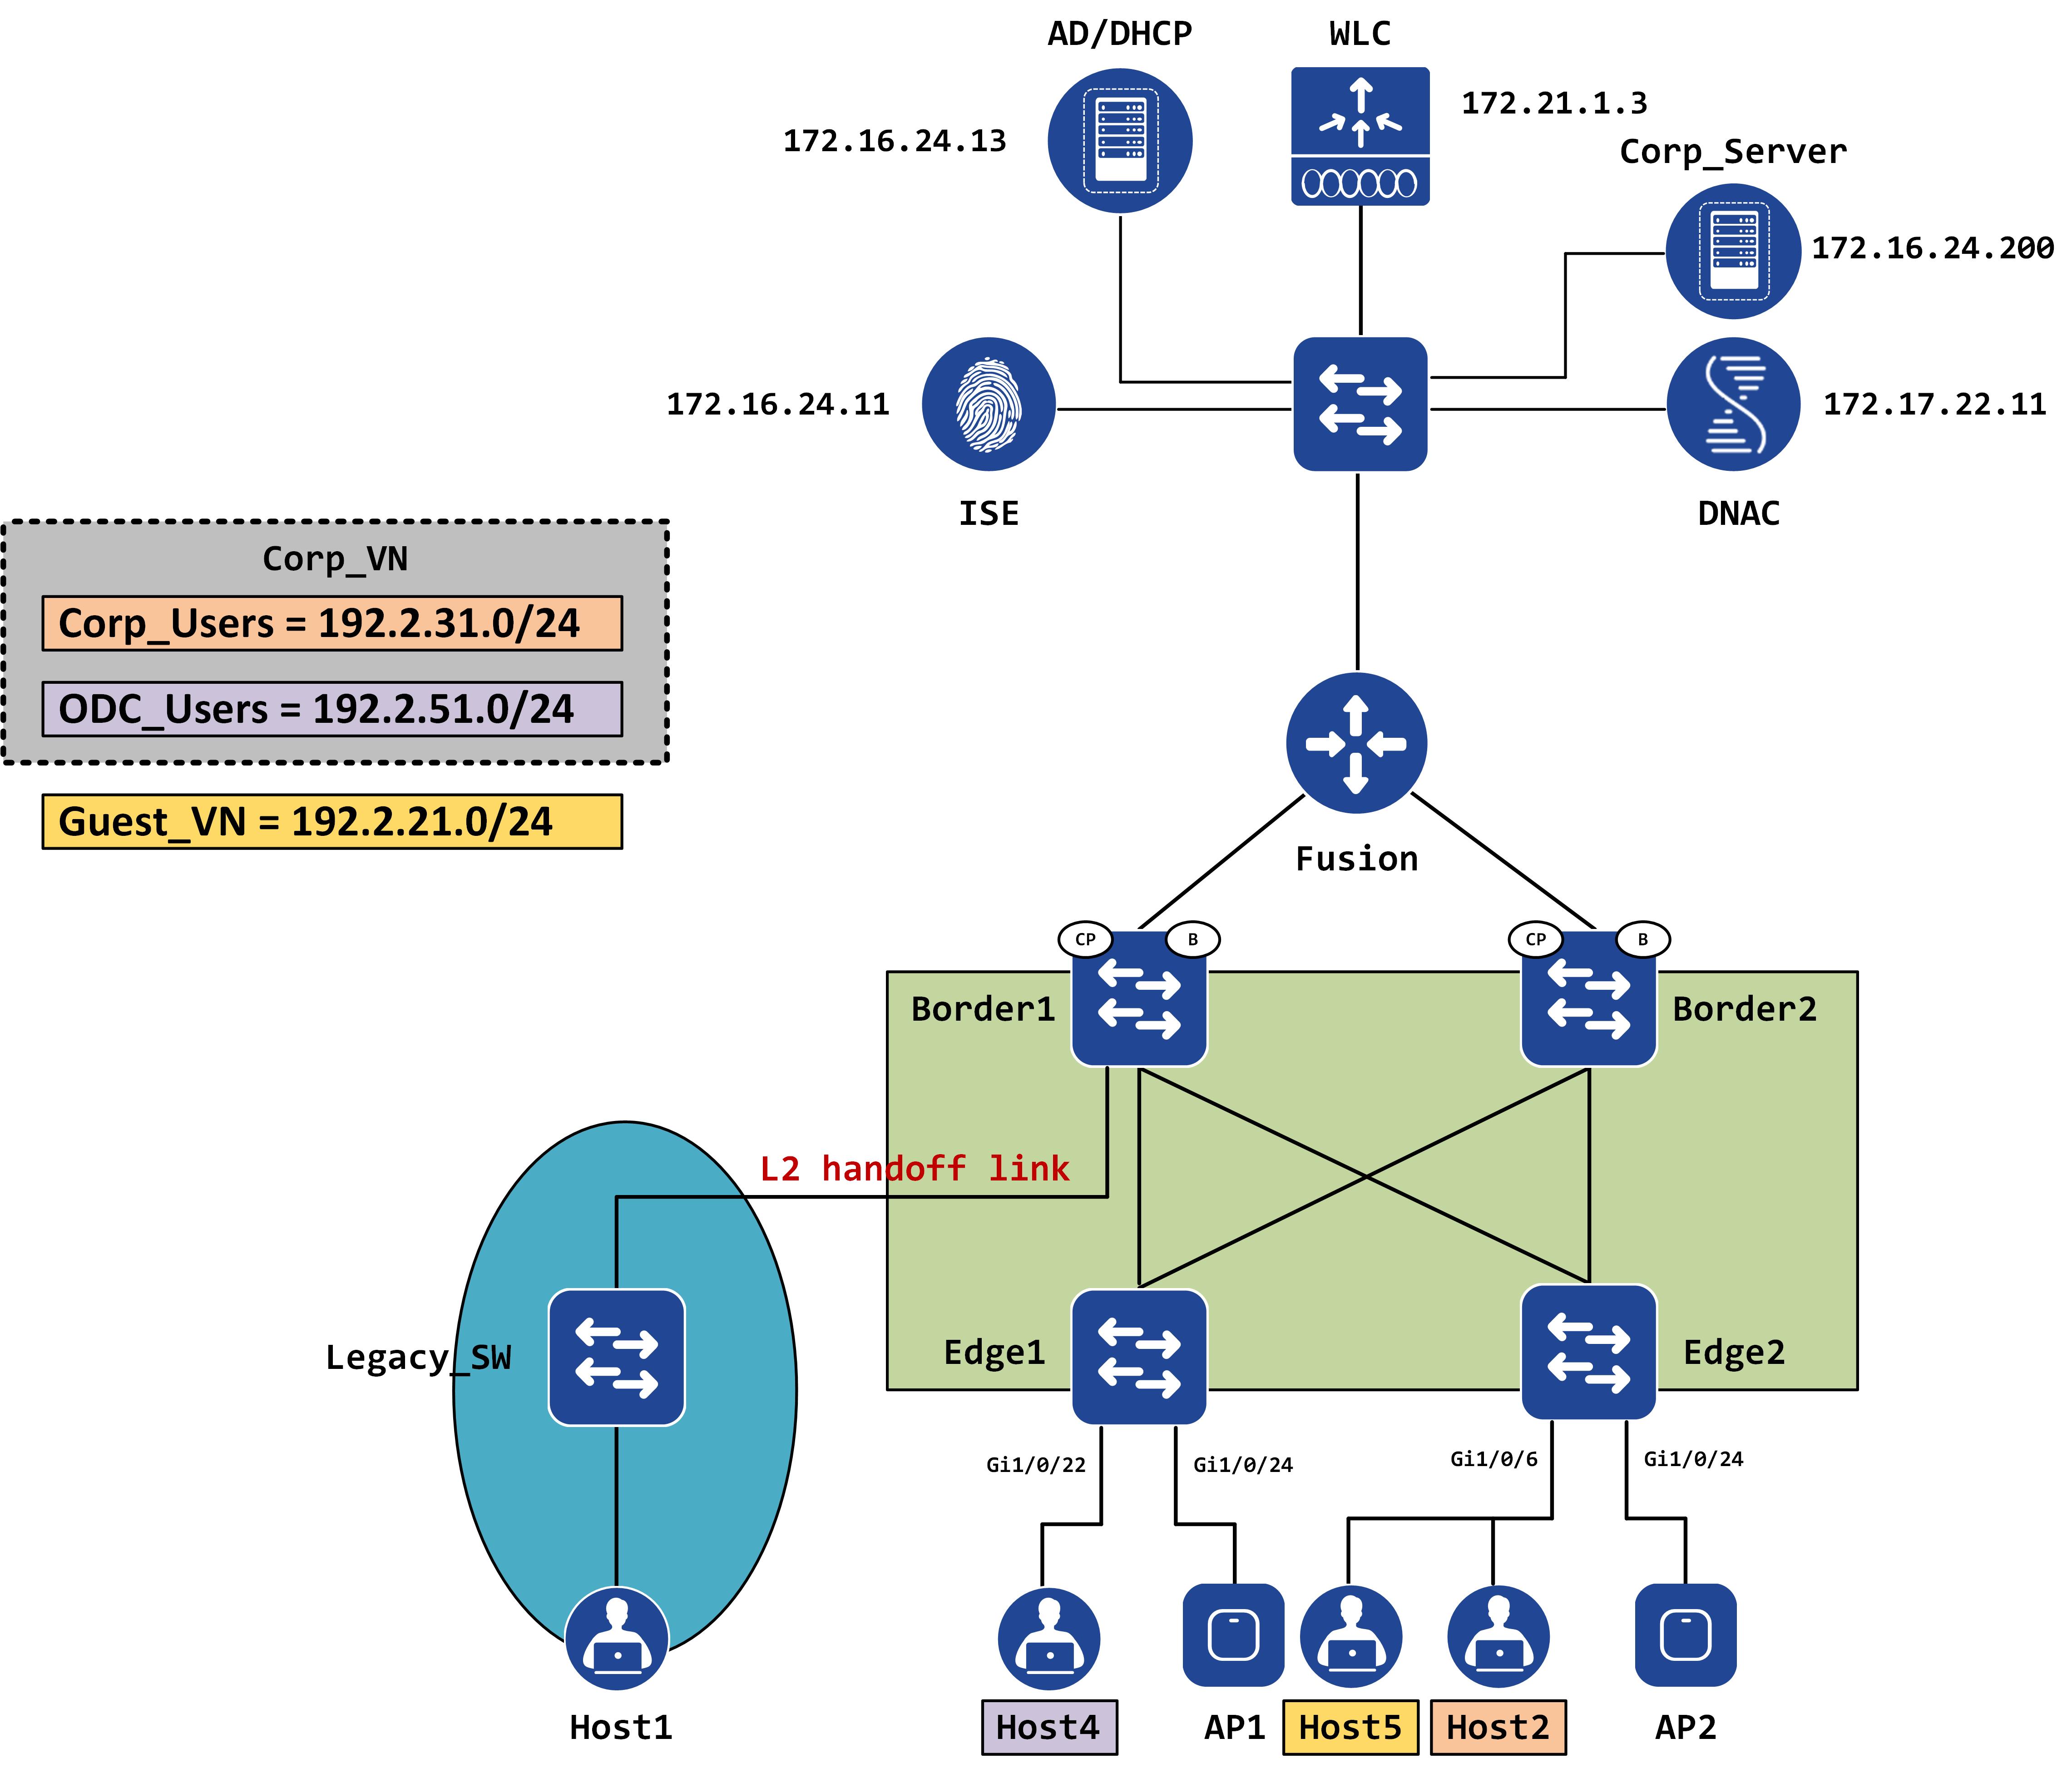 AD/DHCP
WLC
172.16.24.13
172.21.1.3
Corp_Server
172.16.24.200
172.16.24.11
172.17.22.11
ISE
DNAC
Corp_VN
Corp_Users = 192.2.31.0/24
ODC_Users = 192.2.51.0/24
Guest_VN = 192.2.21.0/24
Fusion
CP
B
CP
B
Border1
Border2
L2 handoff link
Legacy_SW
Edge1
Edge2
Gi1/0/22
Gi1/0/24
Gi1/0/6
Gi1/0/24
Host1
Host4
AP1
Host5
Host2
AP2